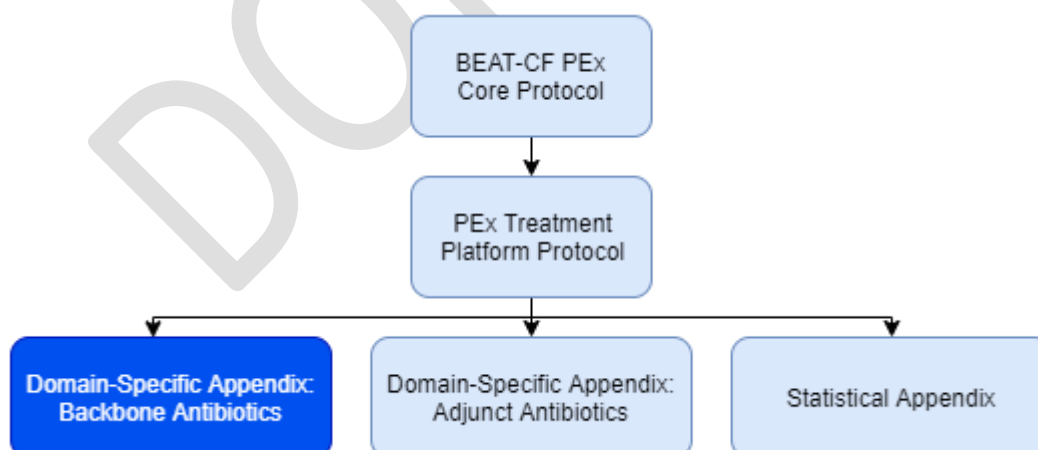 BEAT-CF PEx
Core Protocol
PEx Treatment
Platform Protocol
Domain-Specific Appendix:
Backbone Antibiotics
Domain-Specific Appendix:
Adjunct Antibiotics
Statistical Appendix